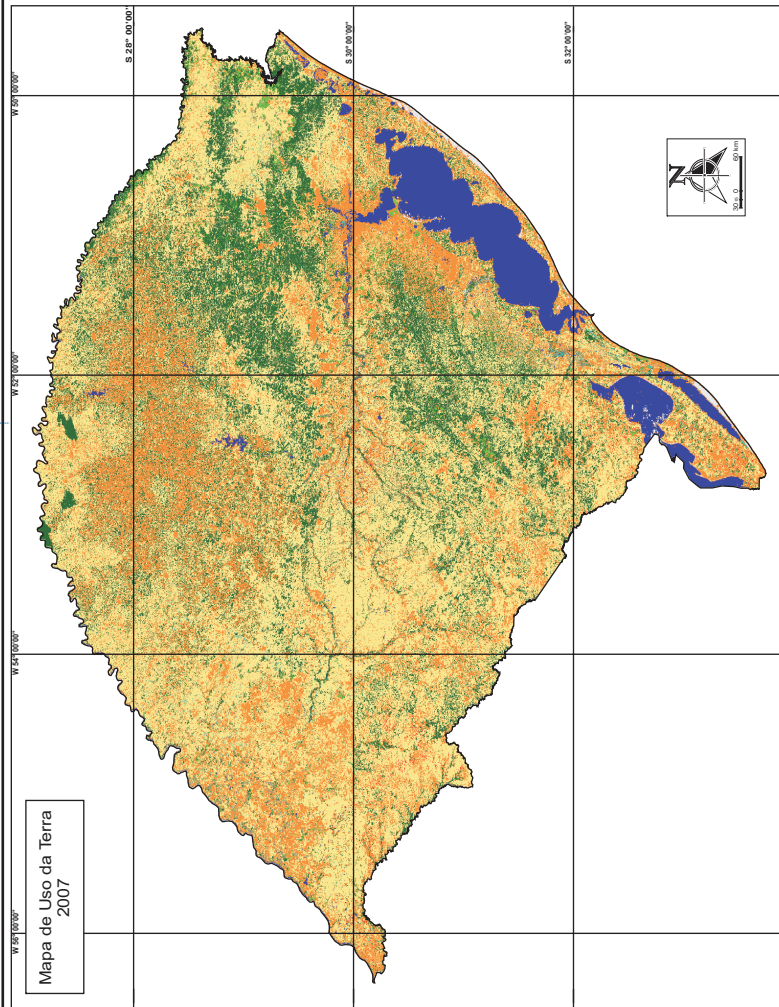 Mapa de Uso da Terra
2007
W 56° 00'00"
W 54° 00'00"
W 52° 00'00"
W 50° 00'00"
S 28° 00'00"
S 30° 00'00"
S 32° 00'00"
N
30 0 60 km